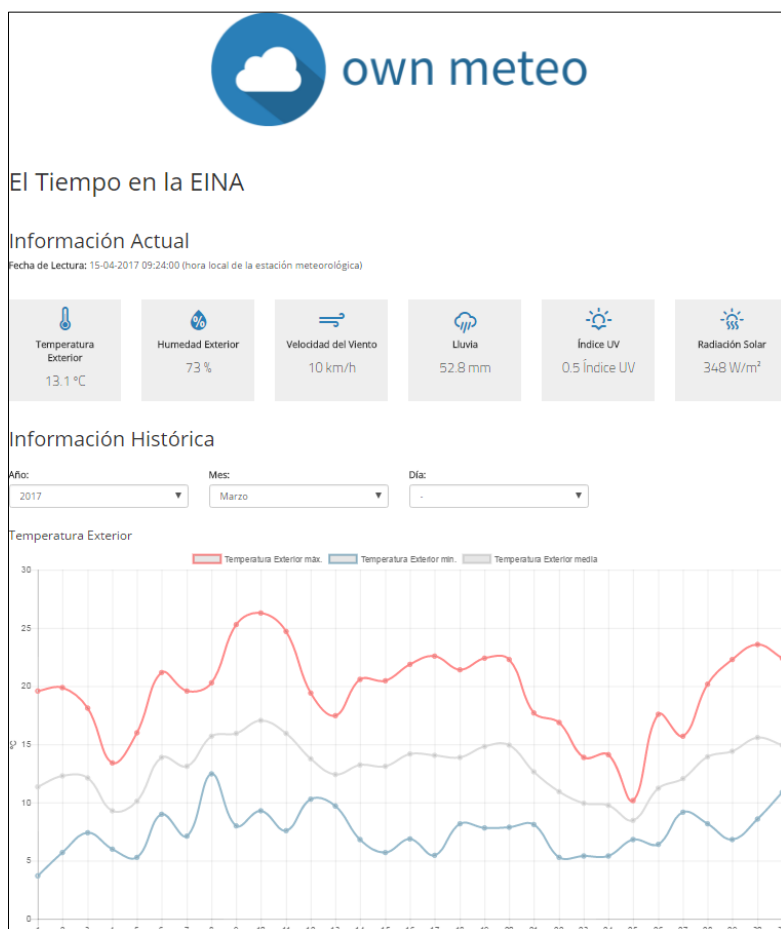 own meteo
El Tiempo en la EINA
Información Actual
Fecha de Lectura: 15-04-2017 09:24:00 (hora local de la estación meteorológica)
Temperatura
Exterior
13.1 ºC
Humedad Exterior
73 %
Velocidad del Viento
10 km/h
Lluvia
52.8 mm
Índice UV
0.5 Índice UV
Radiación Solar
348 W/m²
Información Histórica
Año:
2017
Mes:
Marzo
Día:
-
Temperatura Exterior
Temperatura Exterior máx. Temperatura Exterior min. Temperatura Exterior media
30
25
20
15
ºC
10
5
0